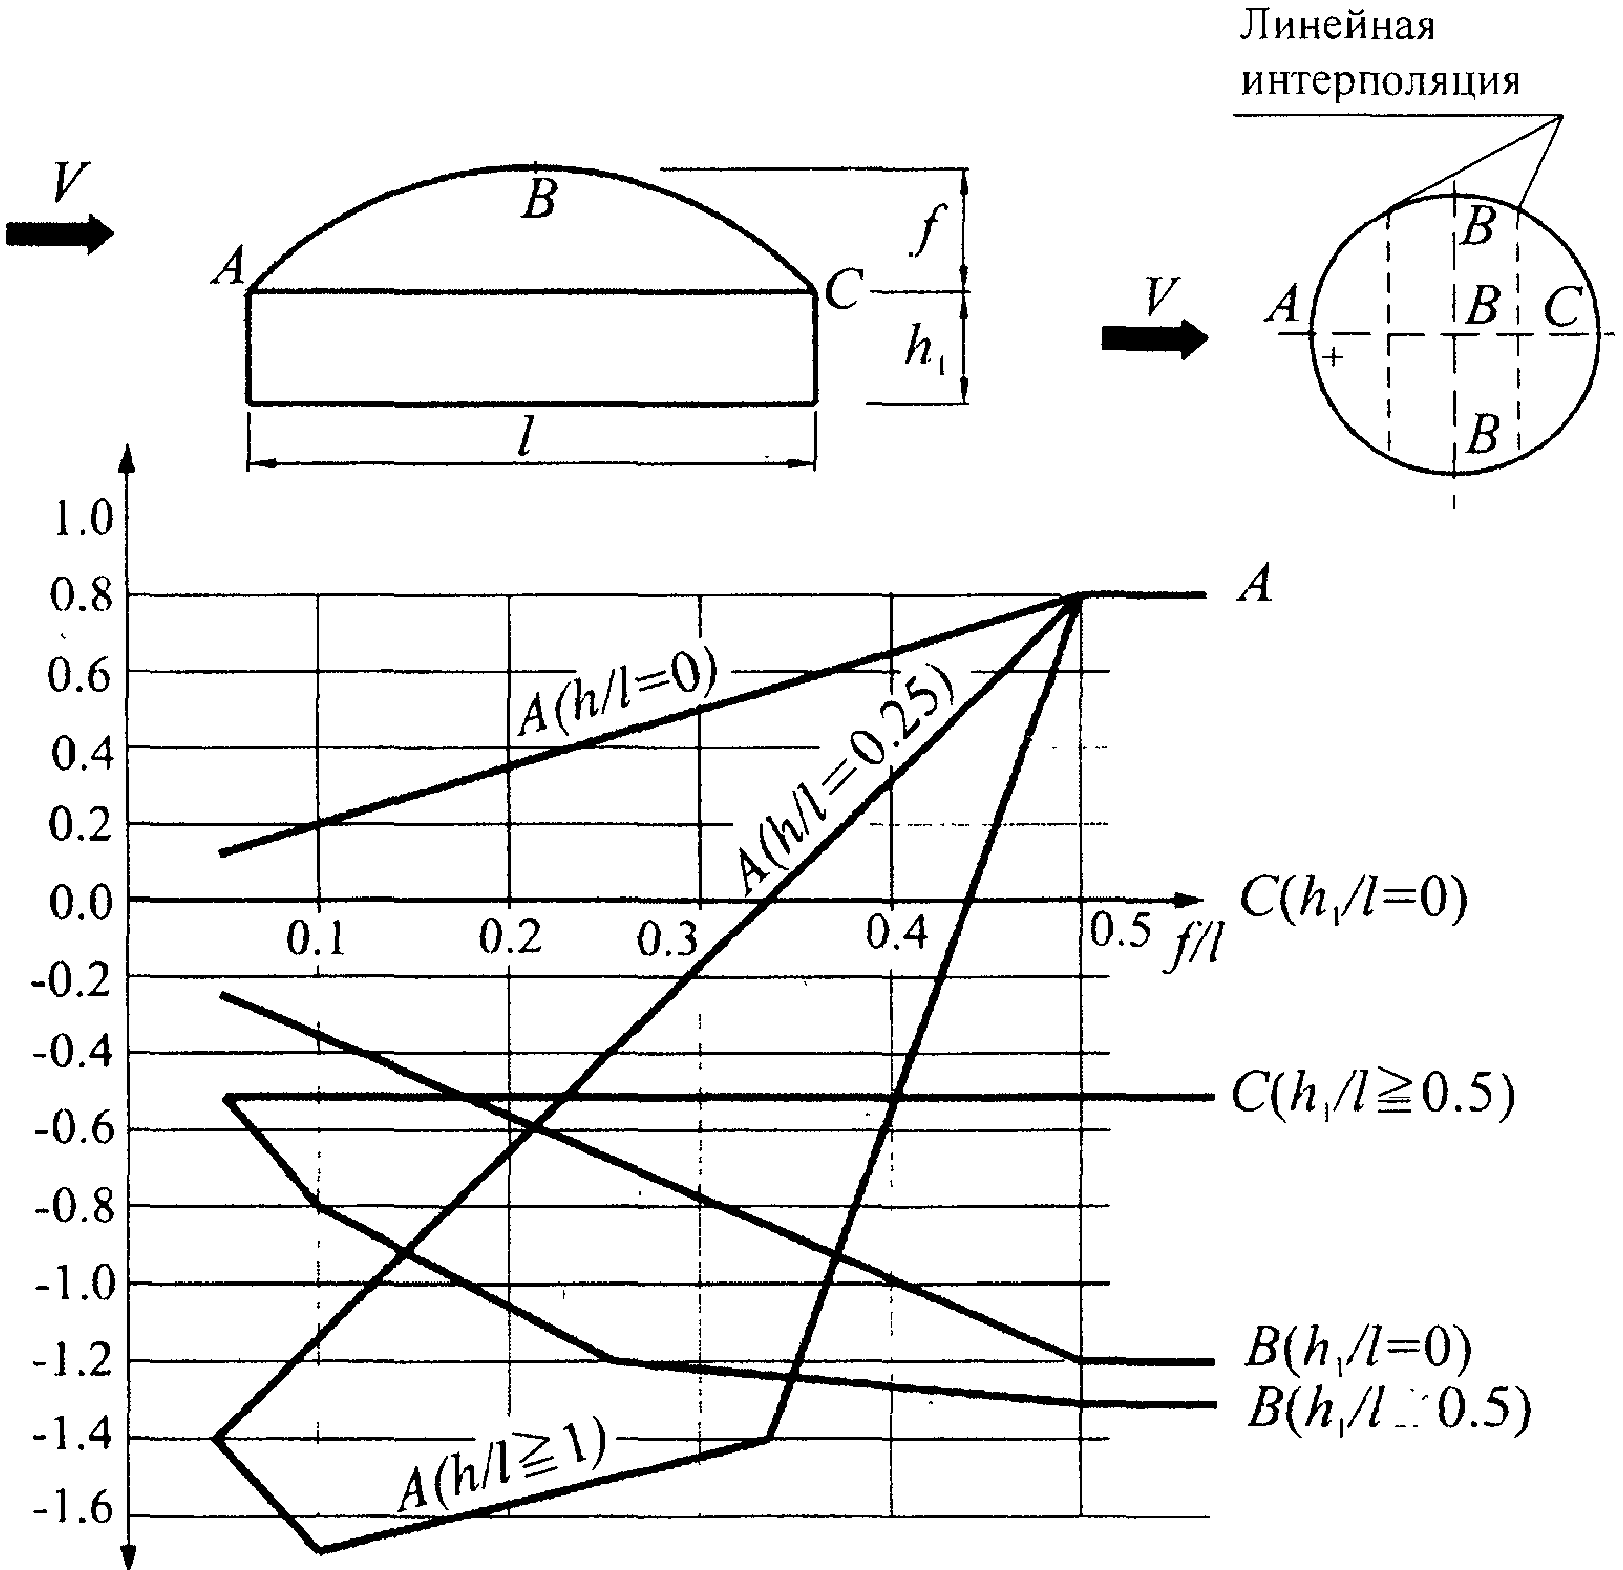 Линейная
интерполяция
V
B
f
A
C
h₁
l
V
B
A
B
C
+
B
1.0
0.8
A
0.6
A(h/l=0)
A(h/l=0.25)
0.4
0.2
0.0
C(h₁/l=0)
0.1
0.2
0.3
0.4
0.5
f/l
-0.2
-0.4
C(h₁/l≧0.5)
-0.6
-0.8
-1.0
-1.2
B(h₁/l=0)
B(h₁/l=0.5)
-1.4
A(h/l≧1)
-1.6